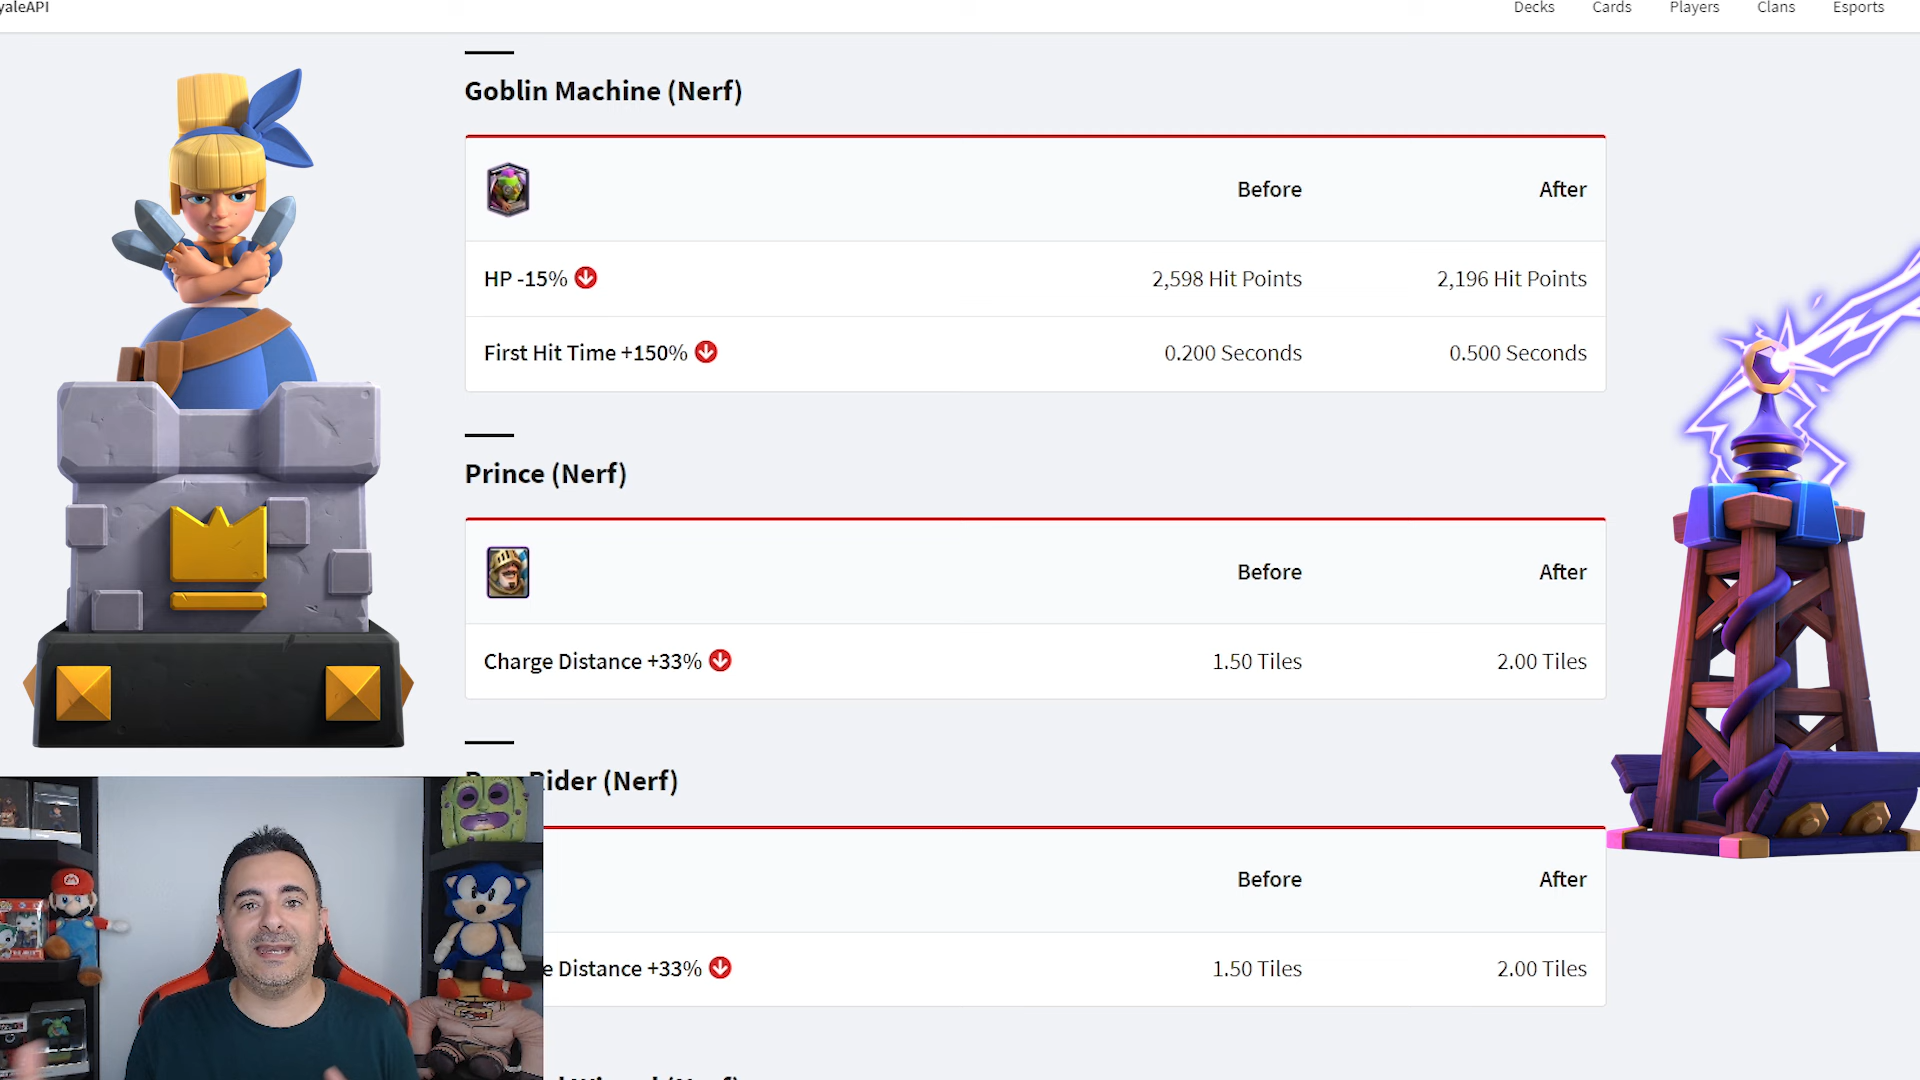 yaleAPI
Decks Cards Players Clans Esports
Goblin Machine (Nerf)
Before After
HP -15% 2,598 Hit Points 2,196 Hit Points
First Hit Time +150% 0.200 Seconds 0.500 Seconds
Prince (Nerf)
Before After
Charge Distance +33% 1.50 Tiles 2.00 Tiles
Rider (Nerf)
Before After
e Distance +33% 1.50 Tiles 2.00 Tiles